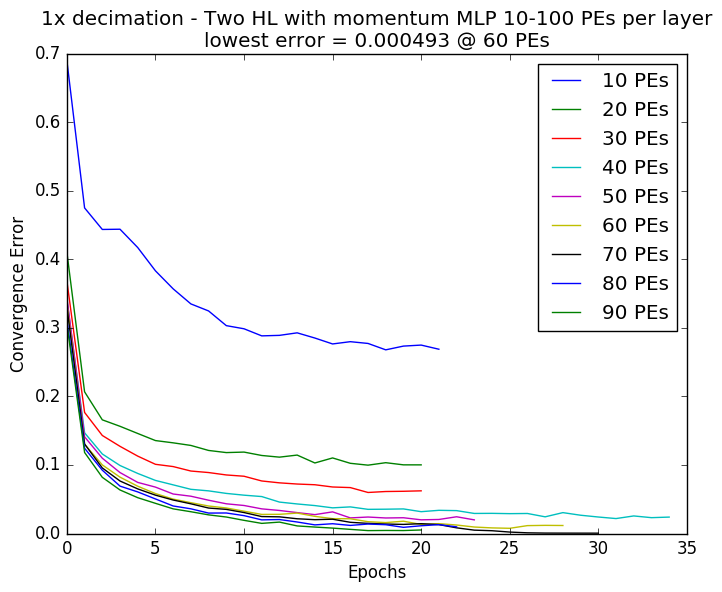 1x decimation - Two HL with momentum MLP 10-100 PEs per layer
lowest error = 0.000493 @ 60 PEs
0.7
0.6
0.5
0.4
0.3
0.2
0.1
0.0
Convergence Error
0 5 10 15 20 25 30 35
Epochs
10 PEs
20 PEs
30 PEs
40 PEs
50 PEs
60 PEs
70 PEs
80 PEs
90 PEs